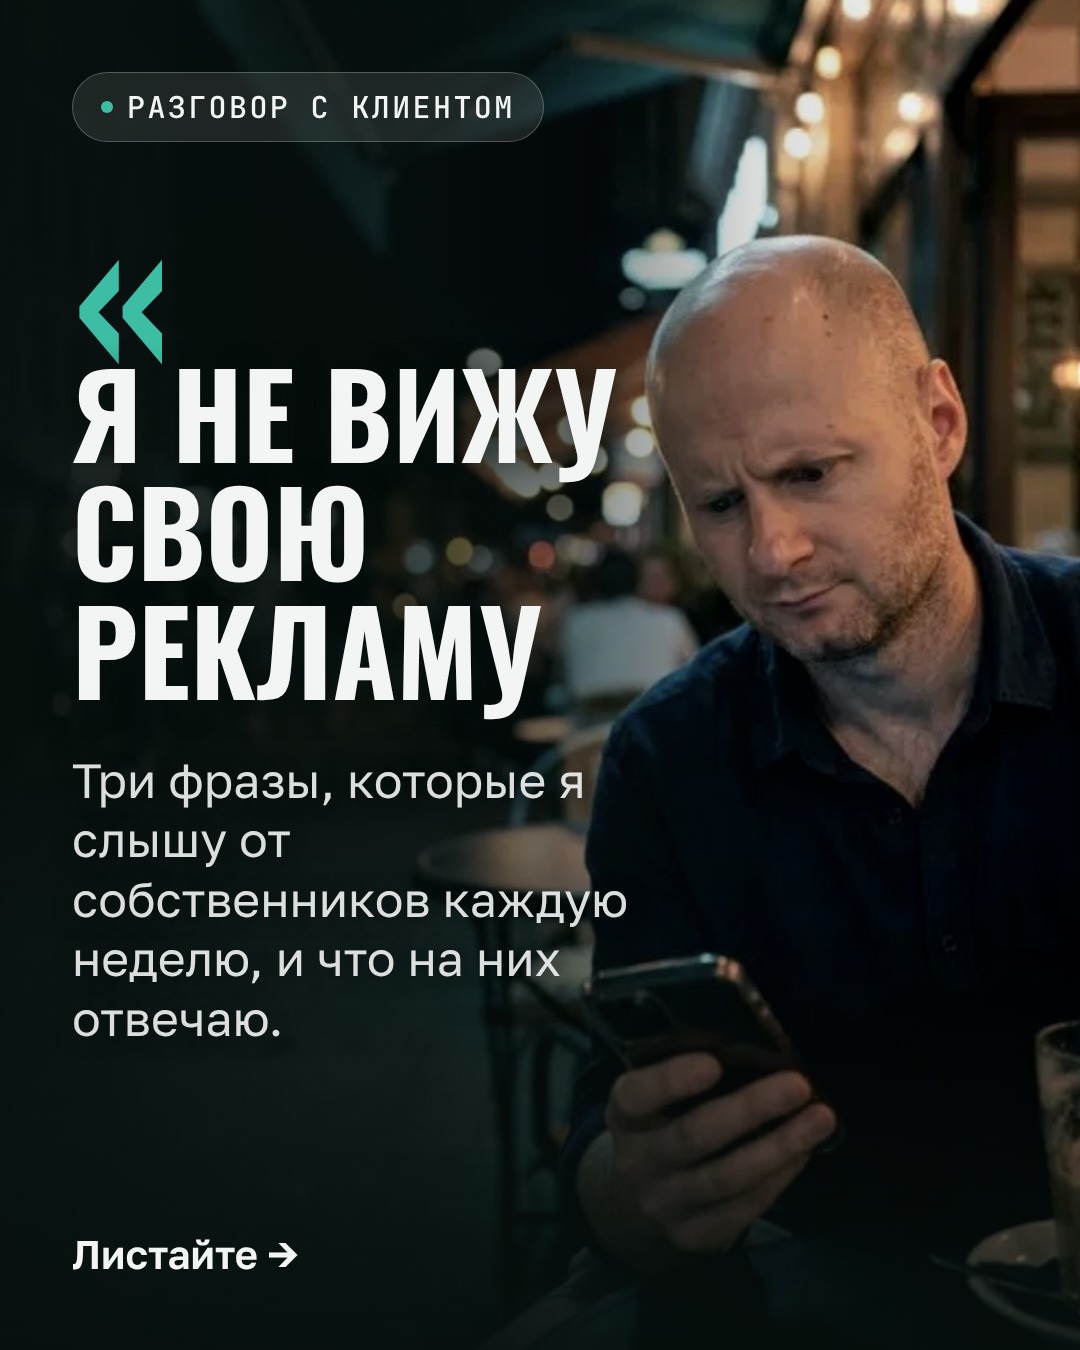 РАЗГОВОР С КЛИЕНТОМ
«
Я НЕ ВИЖУ
СВОЮ
РЕКЛАМУ
Три фразы, которые я
слышу от
собственников каждую
неделю, и что на них
отвечаю.
Листайте →